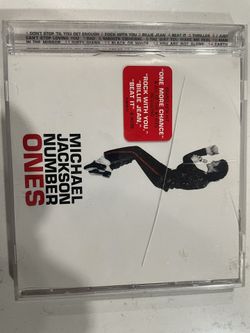 MICHAEL
JACKSON
NUMBER
ONES
"ONE MORE CHANCE"
"ROCK WITH YOU,"
"BILLIE JEAN,"
"BEAT IT"
DON'T STOP 'TIL YOU GET ENOUGH ROCK WITH YOU BILLIE JEAN BEAT IT THRILLER I JUST
CAN'T STOP LOVING YOU BAD SMOOTH CRIMINAL THE WAY YOU MAKE ME FEEL MAN
IN THE MIRROR DIRTY DIANA BLACK OR WHITE YOU ARE NOT ALONE EARTH